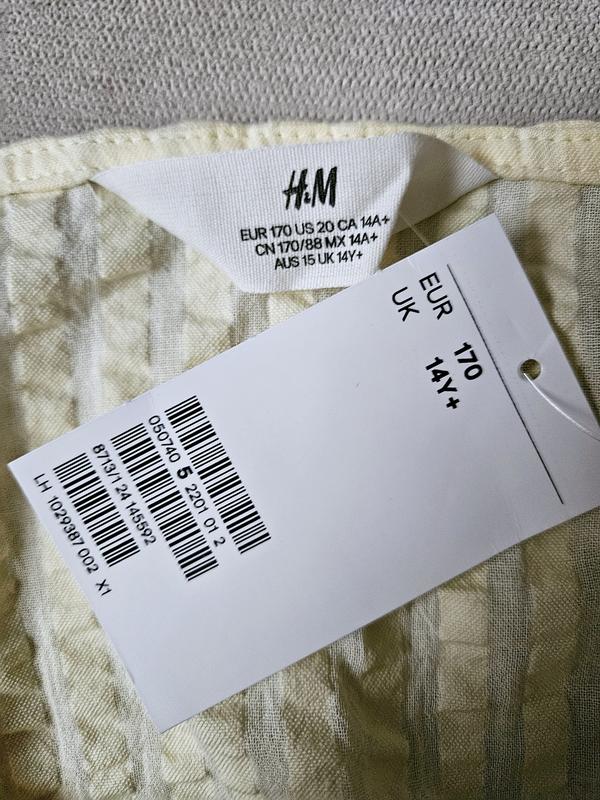 H&M
EUR 170 US 20 CA 14A+
CN 170/88 MX 14A+
AUS 15 UK 14Y+
EUR 170
UK 14Y+
050740 5 2201 01 2
8713/1 24 145592
LH 1029387 002 X1